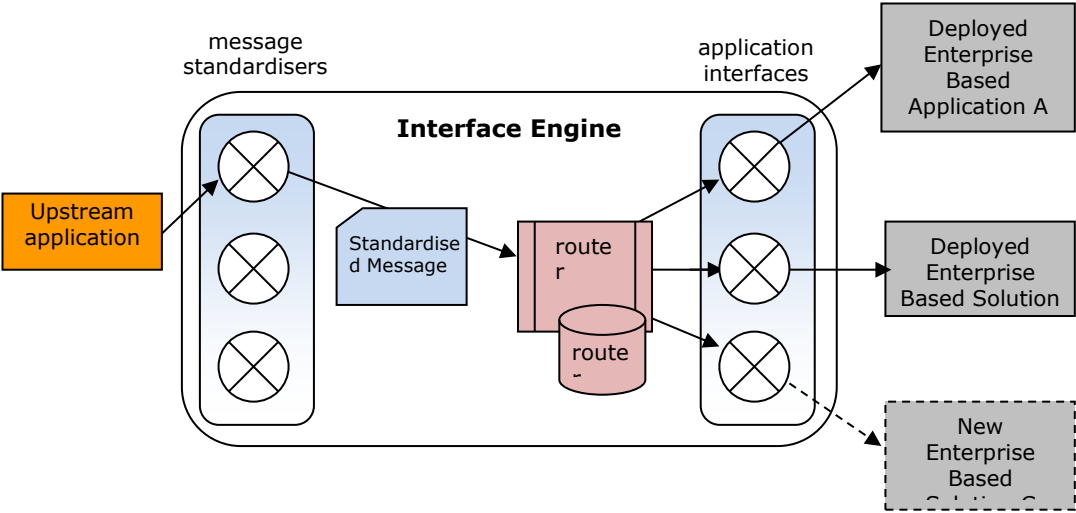 message
standardisers
application
interfaces
Deployed
Enterprise
Based
Application A
Interface Engine
Upstream
application
Standardise
d Message
route
r
route
Deployed
Enterprise
Based Solution
New
Enterprise
Based